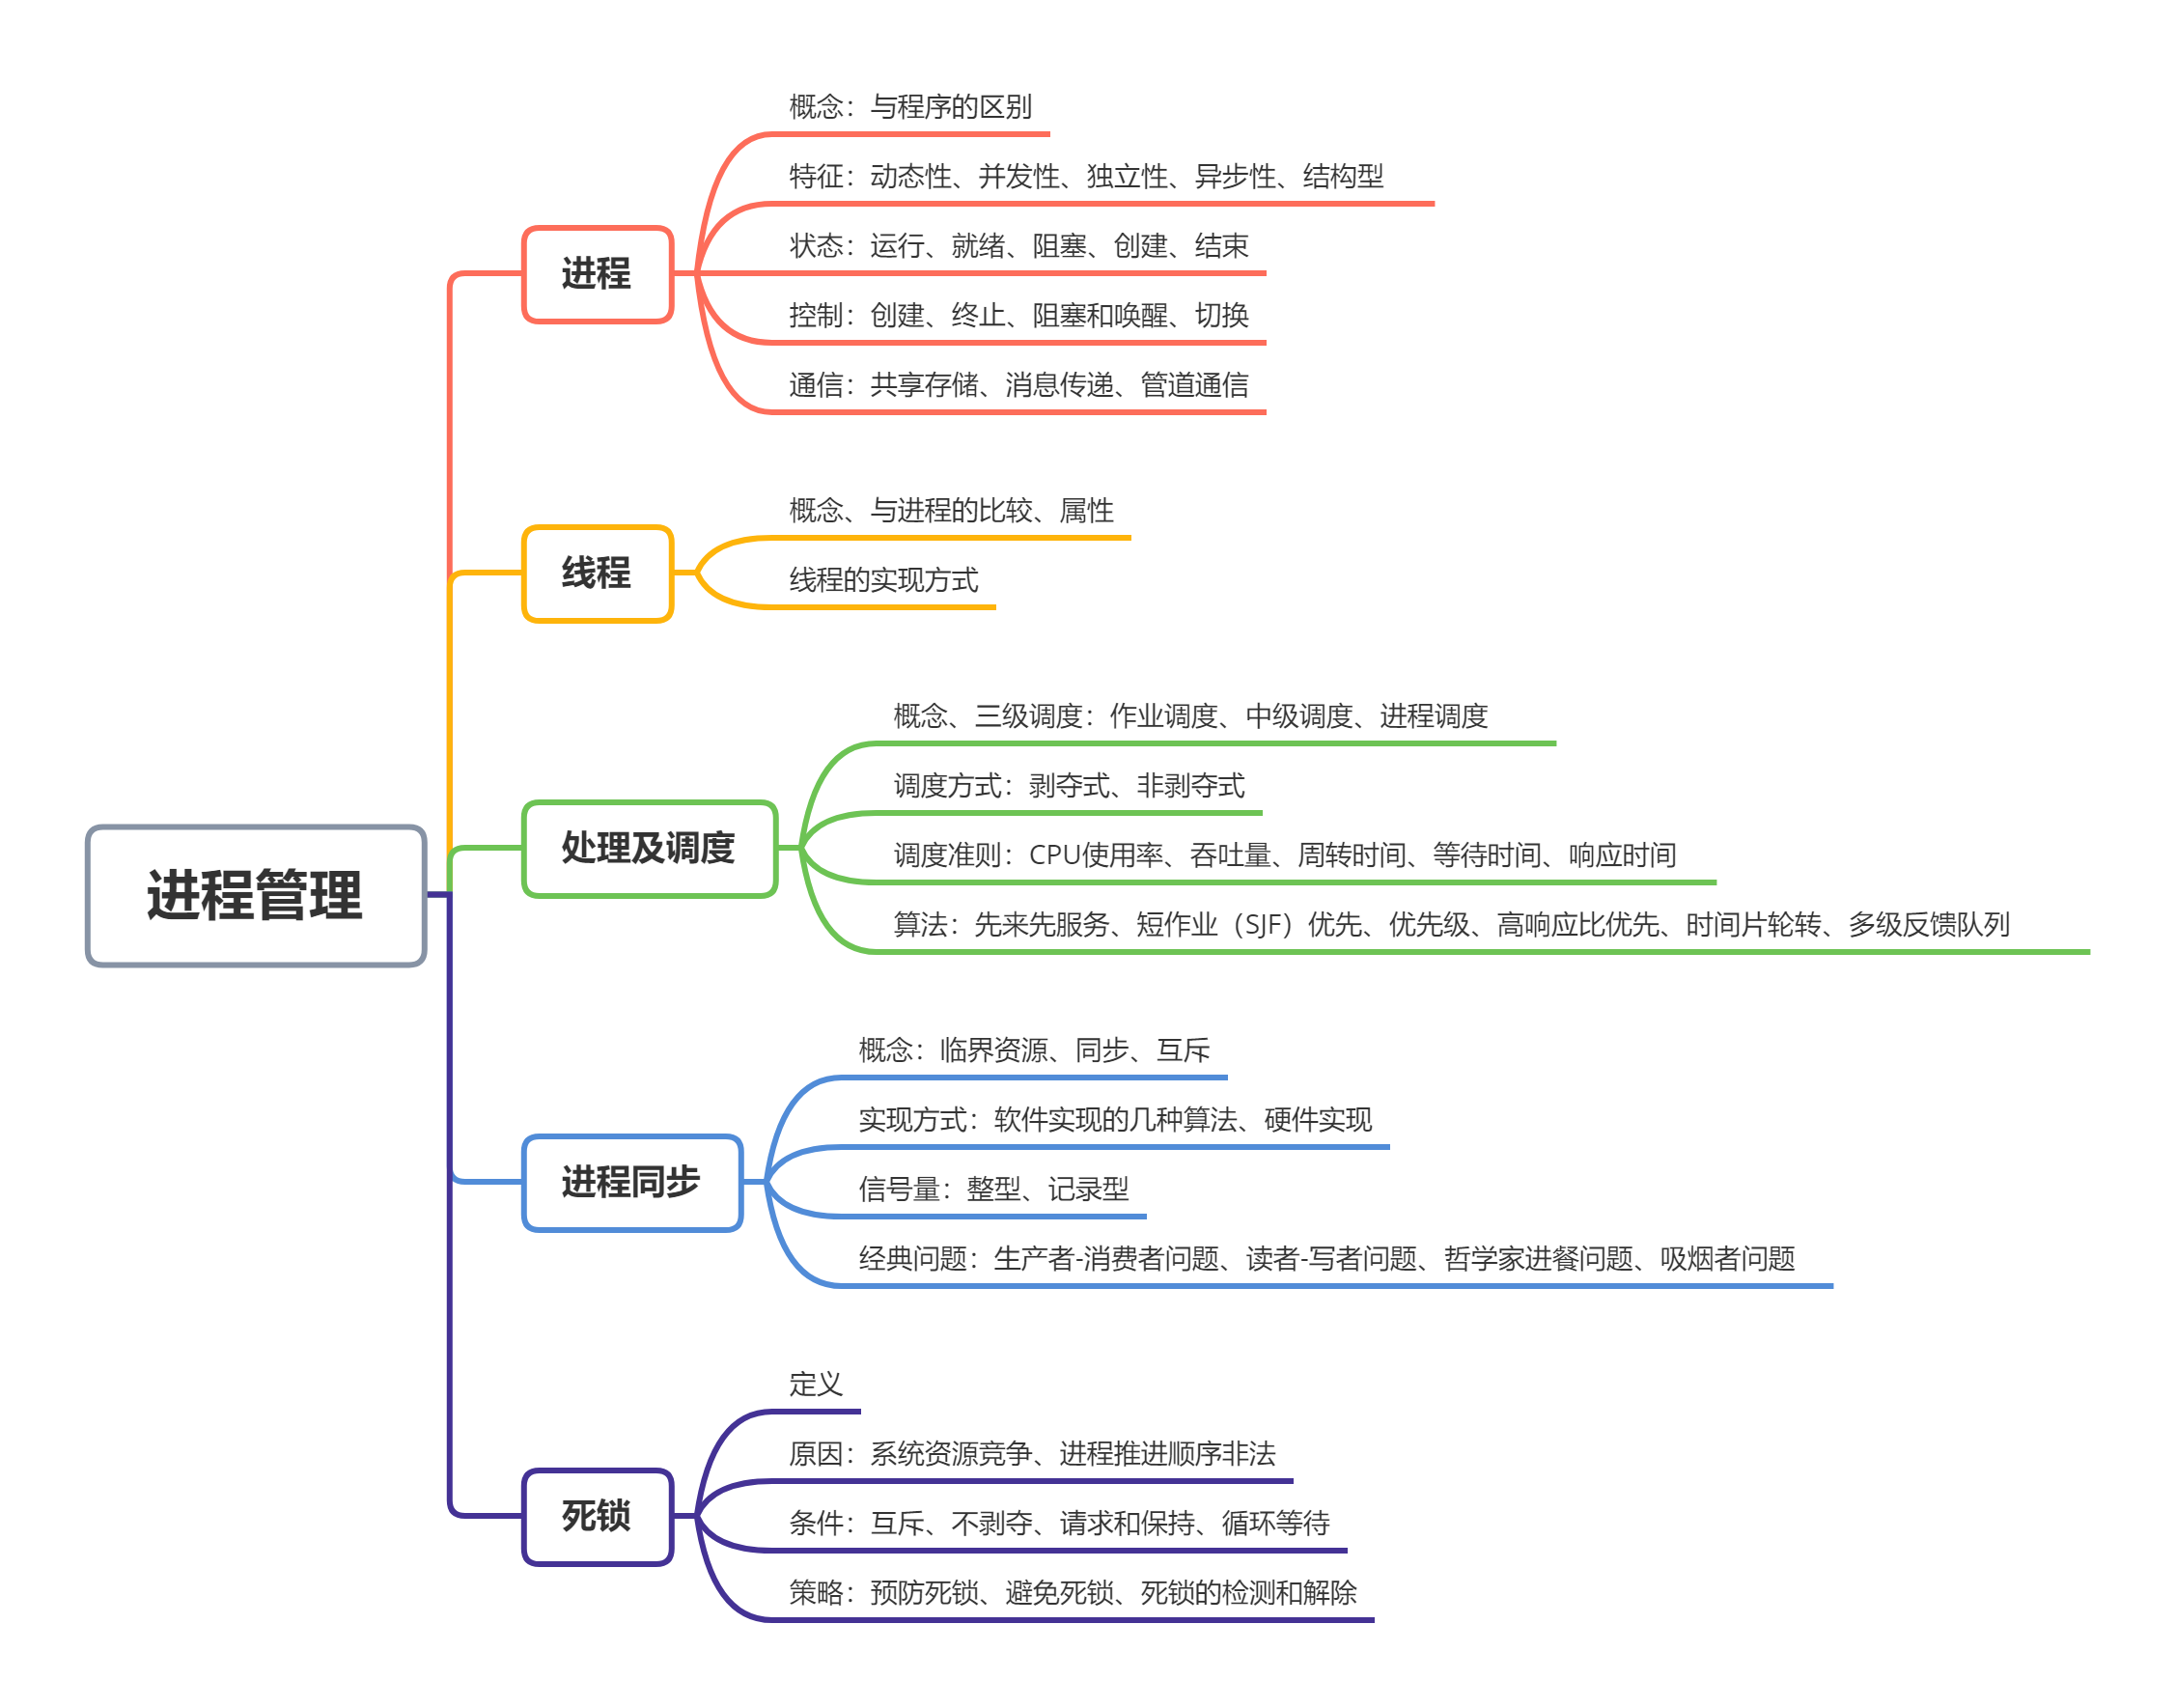 进程管理
进程
概念：与程序的区别
特征：动态性、并发性、独立性、异步性、结构型
状态：运行、就绪、阻塞、创建、结束
控制：创建、终止、阻塞和唤醒、切换
通信：共享存储、消息传递、管道通信
线程
概念、与进程的比较、属性
线程的实现方式
处理及调度
概念、三级调度：作业调度、中级调度、进程调度
调度方式：剥夺式、非剥夺式
调度准则：CPU使用率、吞吐量、周转时间、等待时间、响应时间
算法：先来先服务、短作业（SJF）优先、优先级、高响应比优先、时间片轮转、多级反馈队列
进程同步
概念：临界资源、同步、互斥
实现方式：软件实现的几种算法、硬件实现
信号量：整型、记录型
经典问题：生产者-消费者问题、读者-写者问题、哲学家进餐问题、吸烟者问题
死锁
定义
原因：系统资源竞争、进程推进顺序非法
条件：互斥、不剥夺、请求和保持、循环等待
策略：预防死锁、避免死锁、死锁的检测和解除